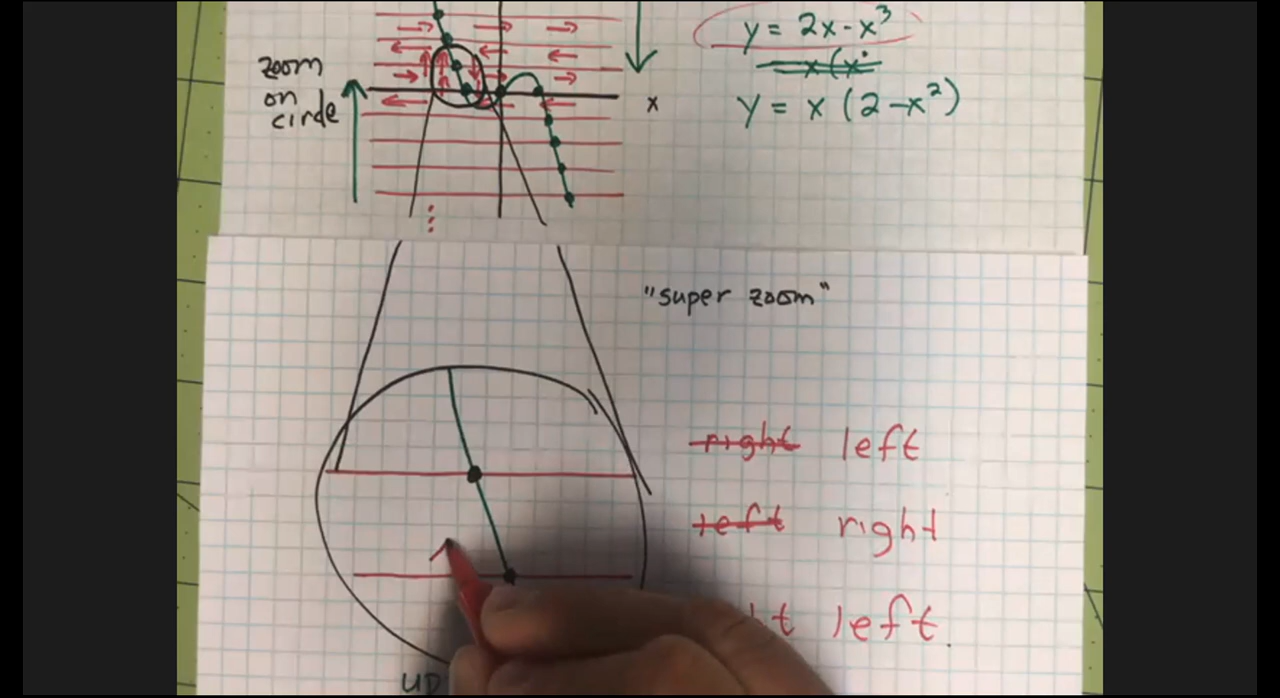 y = 2x - x³
zoom
on
circle
x
y = x (2 - x²)
"super zoom"
right left
left right
left
UP